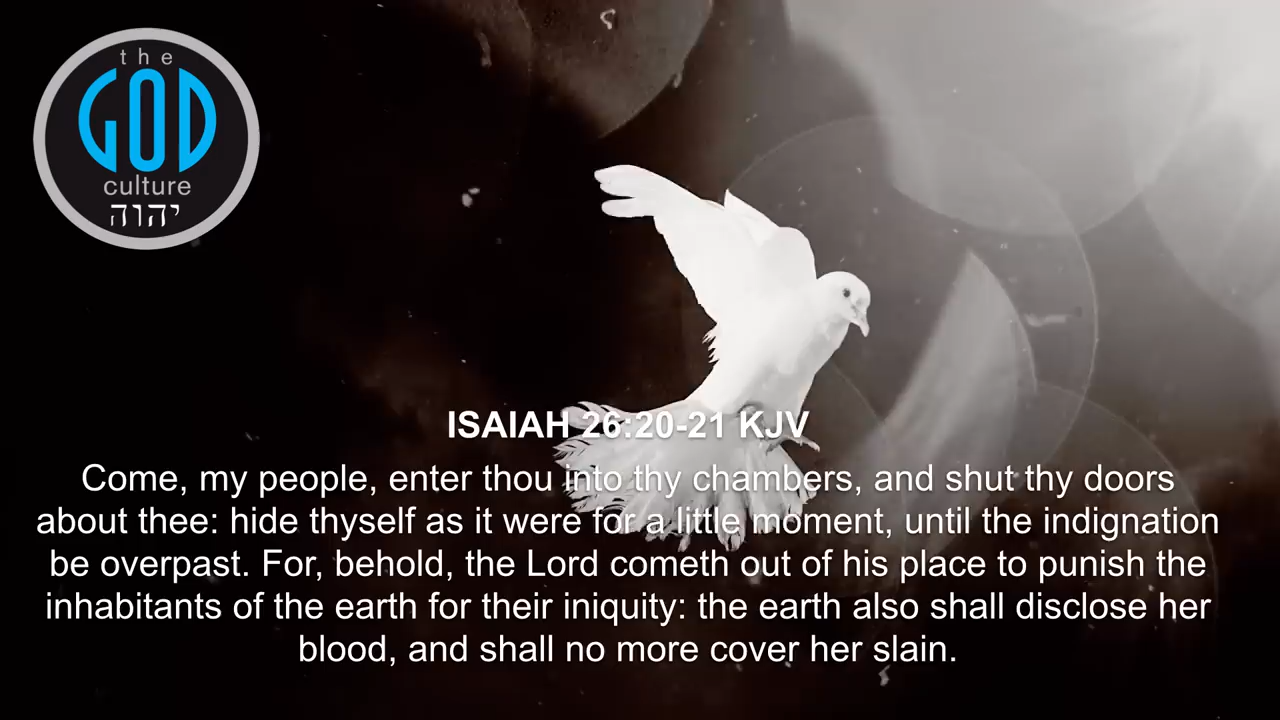 the
GOD
culture
יהוה
ISAIAH 26:20-21 KJV
Come, my people, enter thou into thy chambers, and shut thy doors
about thee: hide thyself as it were for a little moment, until the indignation
be overpast. For, behold, the Lord cometh out of his place to punish the
inhabitants of the earth for their iniquity: the earth also shall disclose her
blood, and shall no more cover her slain.